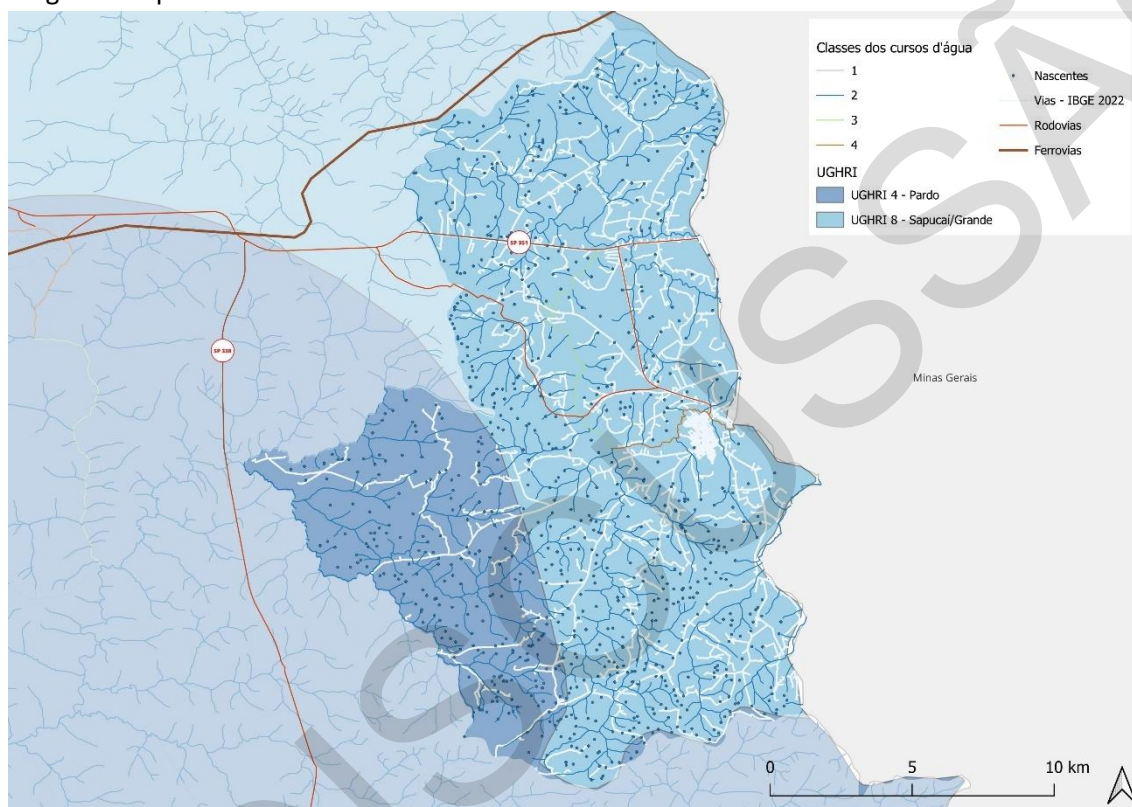 Classes dos cursos d'água
1
2
3
4
Nascentes
Vias - IBGE 2022
Rodovias
Ferrovias
UGHRI
UGHRI 4 - Pardo
UGHRI 8 - Sapucaí/Grande
SP 351
SP 338
Minas Gerais
0 5 10 km